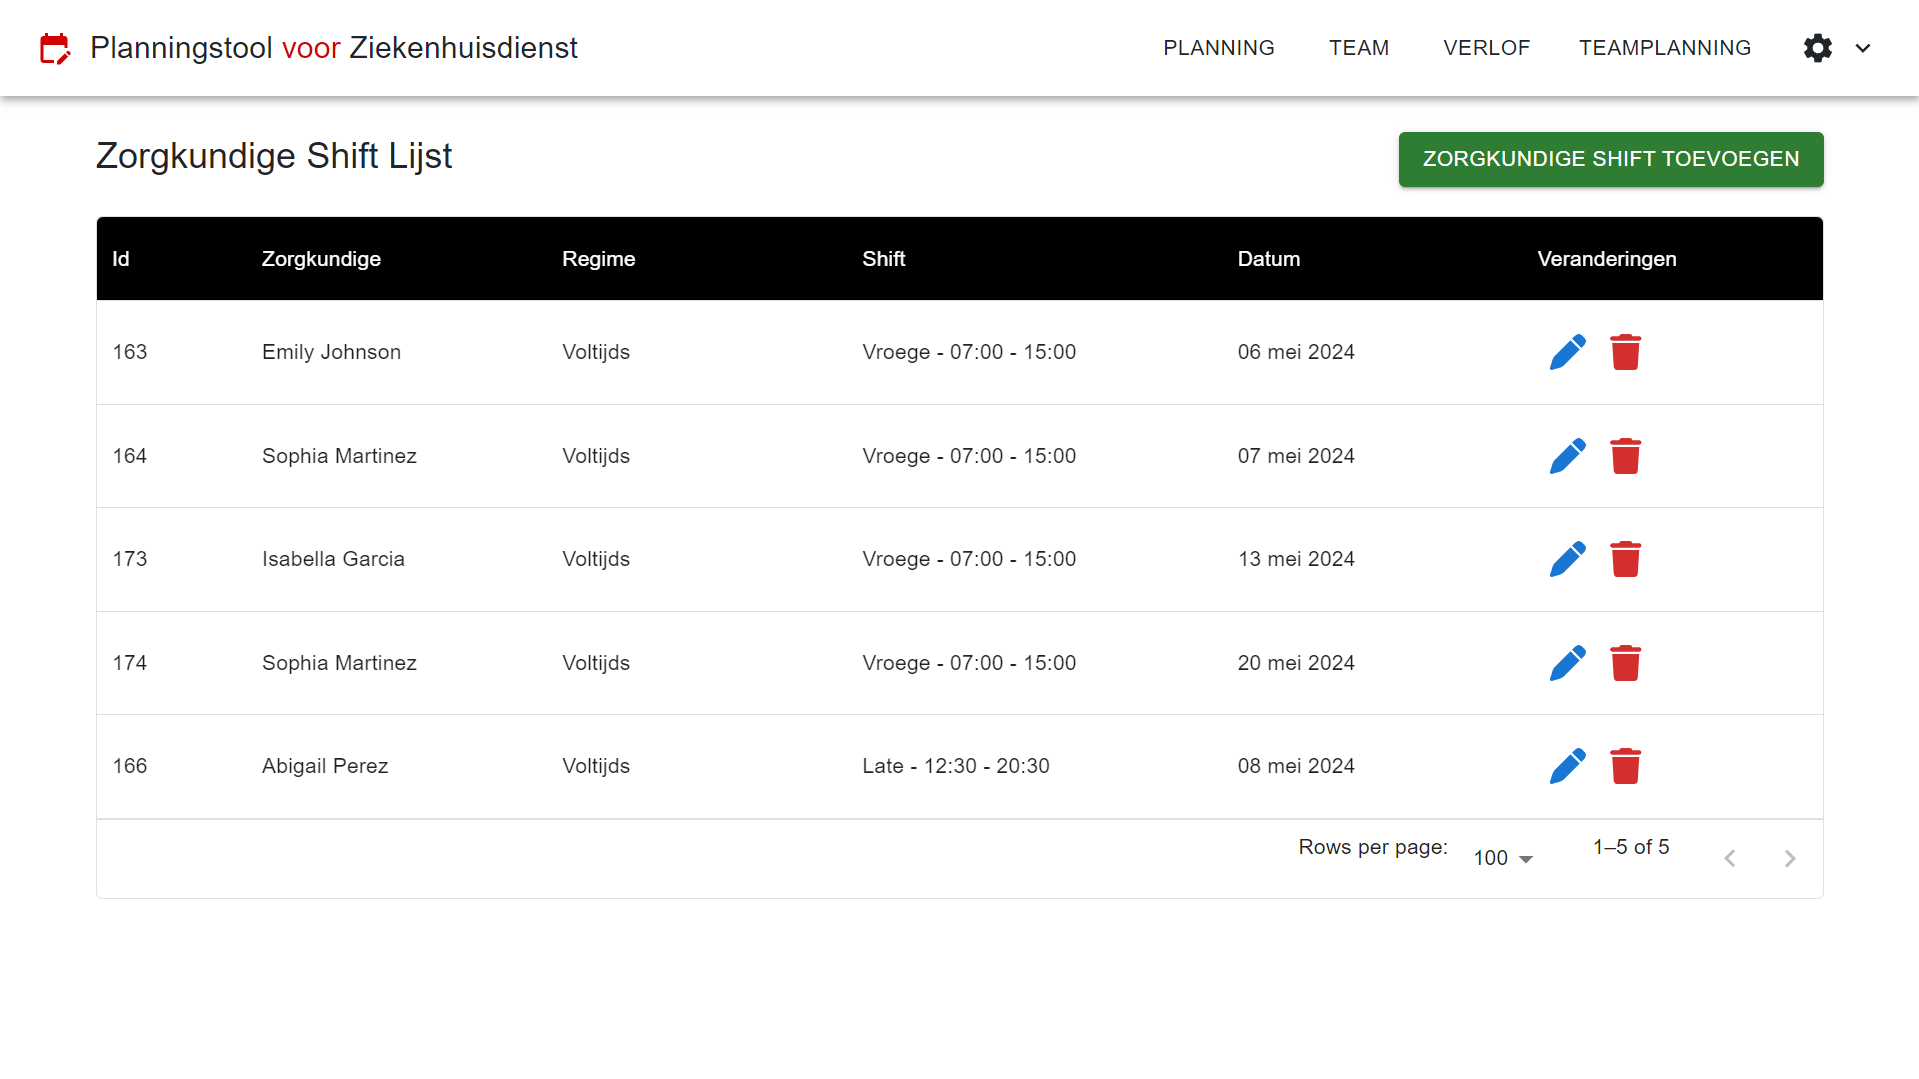 Planningstool voor Ziekenhuisdienst PLANNING TEAM VERLOF TEAMPLANNING
Zorgkundige Shift Lijst ZORGKUNDIGE SHIFT TOEVOEGEN
Id Zorgkundige Regime Shift Datum Veranderingen
163 Emily Johnson Voltijds Vroege - 07:00 - 15:00 06 mei 2024
164 Sophia Martinez Voltijds Vroege - 07:00 - 15:00 07 mei 2024
173 Isabella Garcia Voltijds Vroege - 07:00 - 15:00 13 mei 2024
174 Sophia Martinez Voltijds Vroege - 07:00 - 15:00 20 mei 2024
166 Abigail Perez Voltijds Late - 12:30 - 20:30 08 mei 2024
Rows per page: 100 1–5 of 5